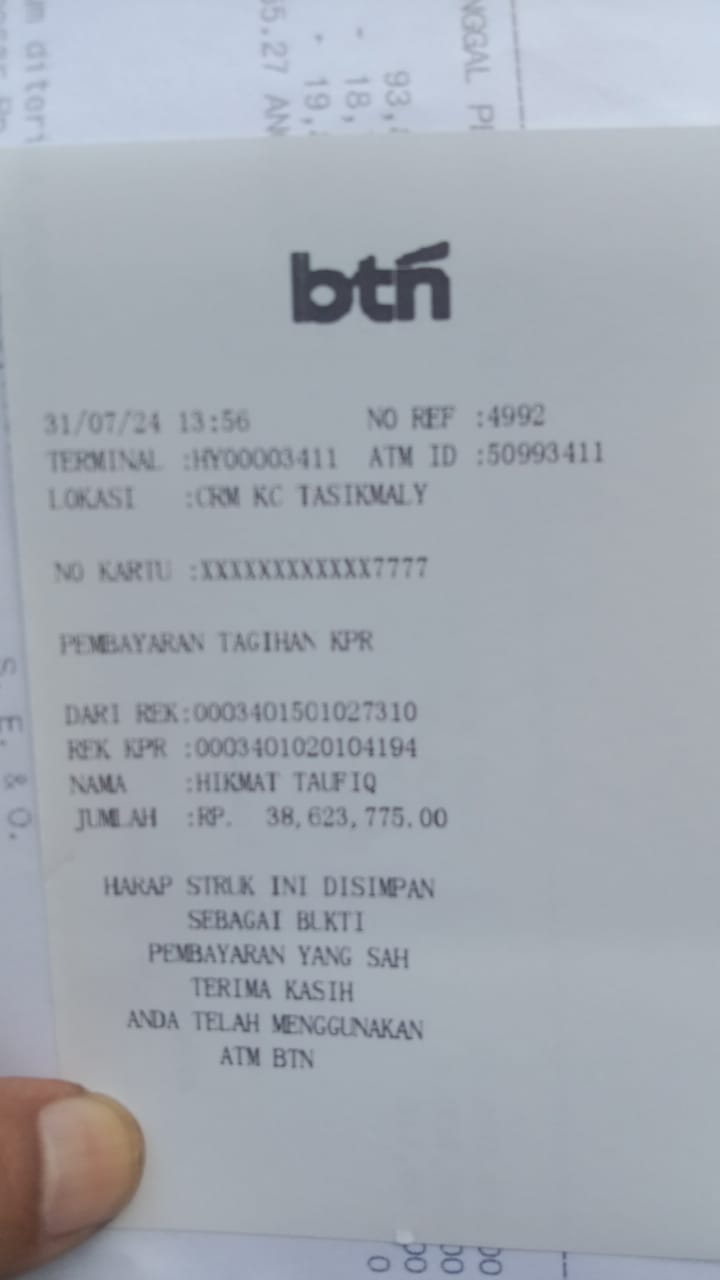 btn
31/07/24 13:56 NO REF :4992
TERMINAL :HY00003411 ATM ID :50993411
LOKASI :CRM KC TASIKMALY
NO KARTU :XXXXXXXXXXXX7777
PEMBAYARAN TAGIHAN KPR
DARI REK:0003401501027310
REK KPR :0003401020104194
NAMA :HIKMAT TAUFIQ
JUMLAH :RP. 38,623,775.00
HARAP STRUK INI DISIMPAN
SEBAGAI BUKTI
PEMBAYARAN YANG SAH
TERIMA KASIH
ANDA TELAH MENGGUNAKAN
ATM BTN
S. E. & O.